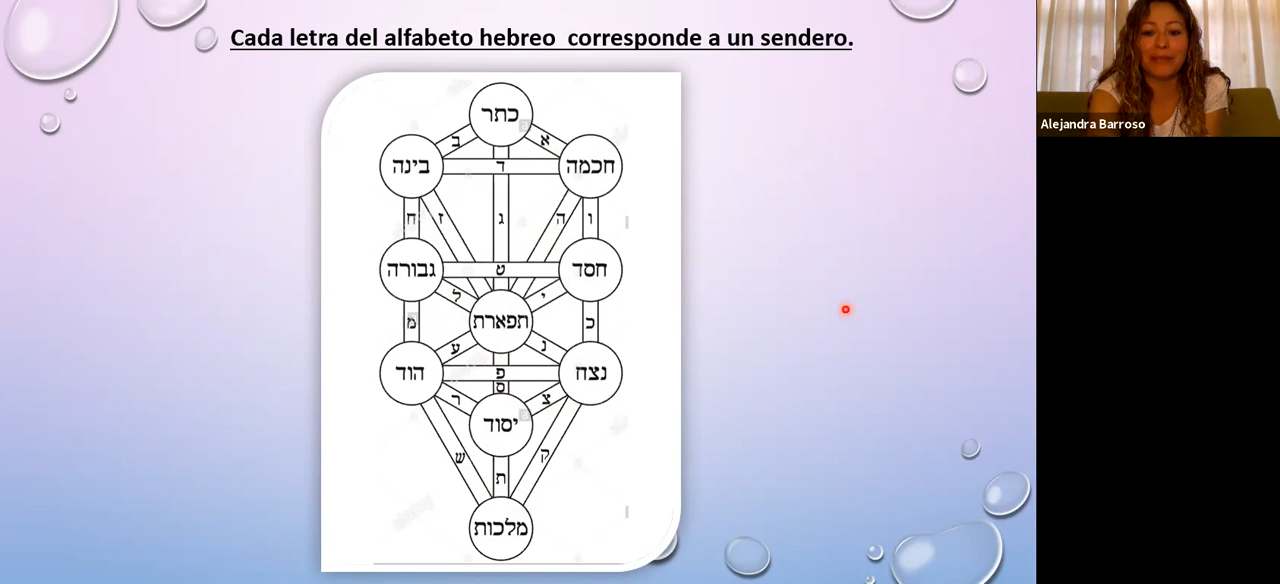 Cada letra del alfabeto hebreo corresponde a un sendero.
Alejandra Barroso
כתר
ב
א
בינה
ד
חכמה
ח
ז
ג
ה
ו
גבורה
ט
חסד
ל
י
תפארת
מ
כ
ע
נ
הוד
פ
נצח
ס
ר
צ
יסוד
ש
ק
ת
מלכות